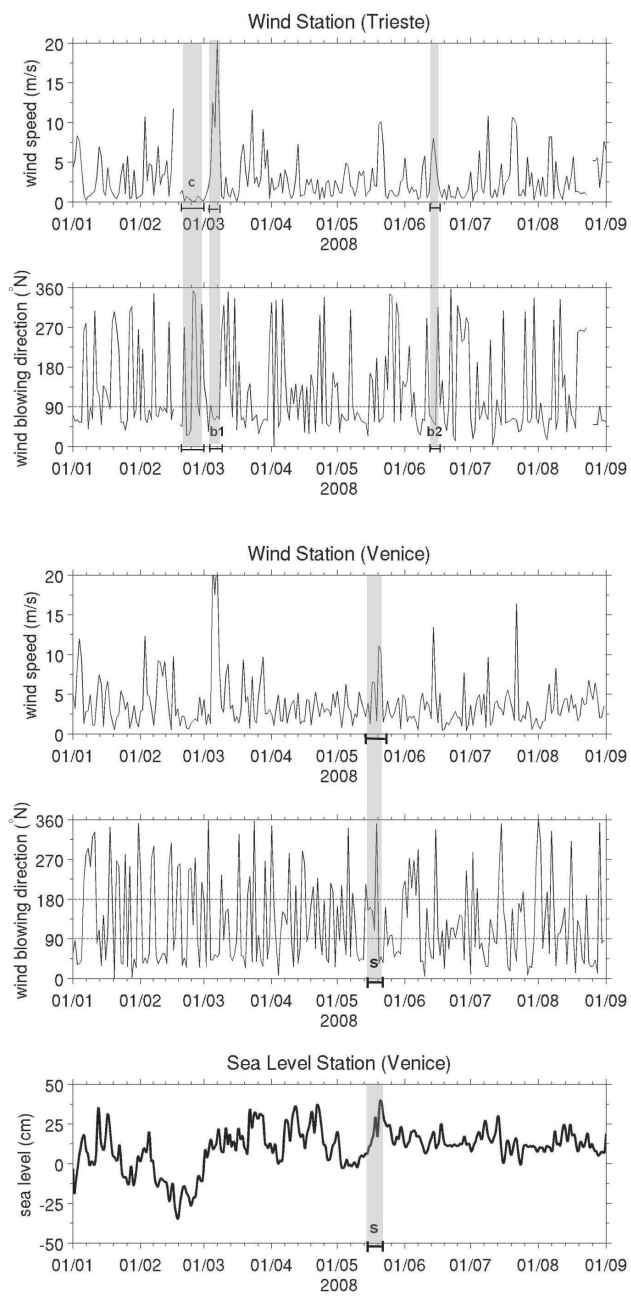 Wind Station (Trieste)
wind speed (m/s)
20
15
10
5
0
c
01/01 01/02 01/03 01/04 01/05 01/06 01/07 01/08 01/09
2008
wind blowing direction (°N)
360
270
180
90
0
b1 b2
01/01 01/02 01/03 01/04 01/05 01/06 01/07 01/08 01/09
2008
Wind Station (Venice)
wind speed (m/s)
20
15
10
5
0
01/01 01/02 01/03 01/04 01/05 01/06 01/07 01/08 01/09
2008
wind blowing direction (°N)
360
270
180
90
0
s
01/01 01/02 01/03 01/04 01/05 01/06 01/07 01/08 01/09
2008
Sea Level Station (Venice)
sea level (cm)
50
25
0
-25
-50
s
01/01 01/02 01/03 01/04 01/05 01/06 01/07 01/08 01/09
2008